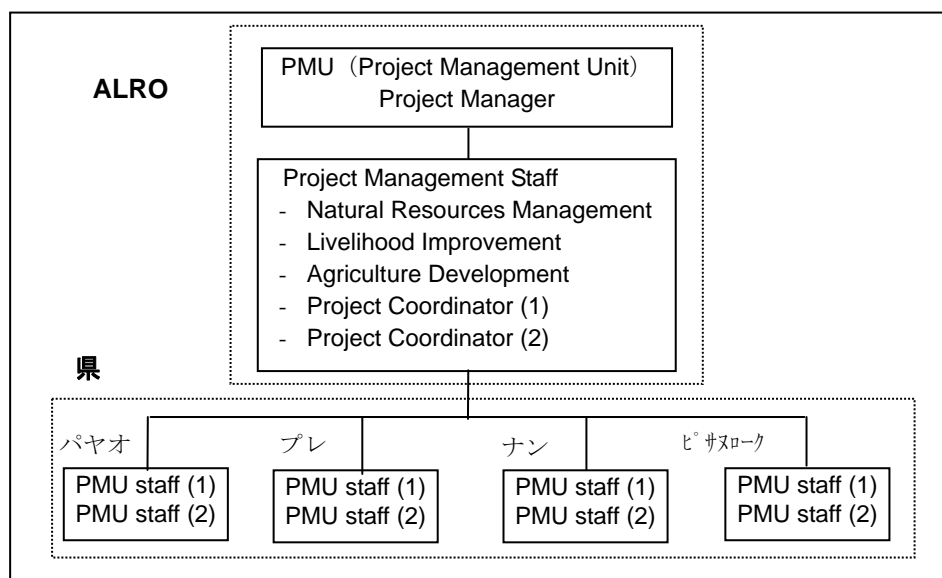 PMU（Project Management Unit）
Project Manager
ALRO
Project Management Staff
- Natural Resources Management
- Livelihood Improvement
- Agriculture Development
- Project Coordinator (1)
- Project Coordinator (2)
県
パヤオ
プレ
ナン
ﾋﾟｻﾇﾛｰｸ
PMU staff (1)
PMU staff (2)
PMU staff (1)
PMU staff (2)
PMU staff (1)
PMU staff (2)
PMU staff (1)
PMU staff (2)